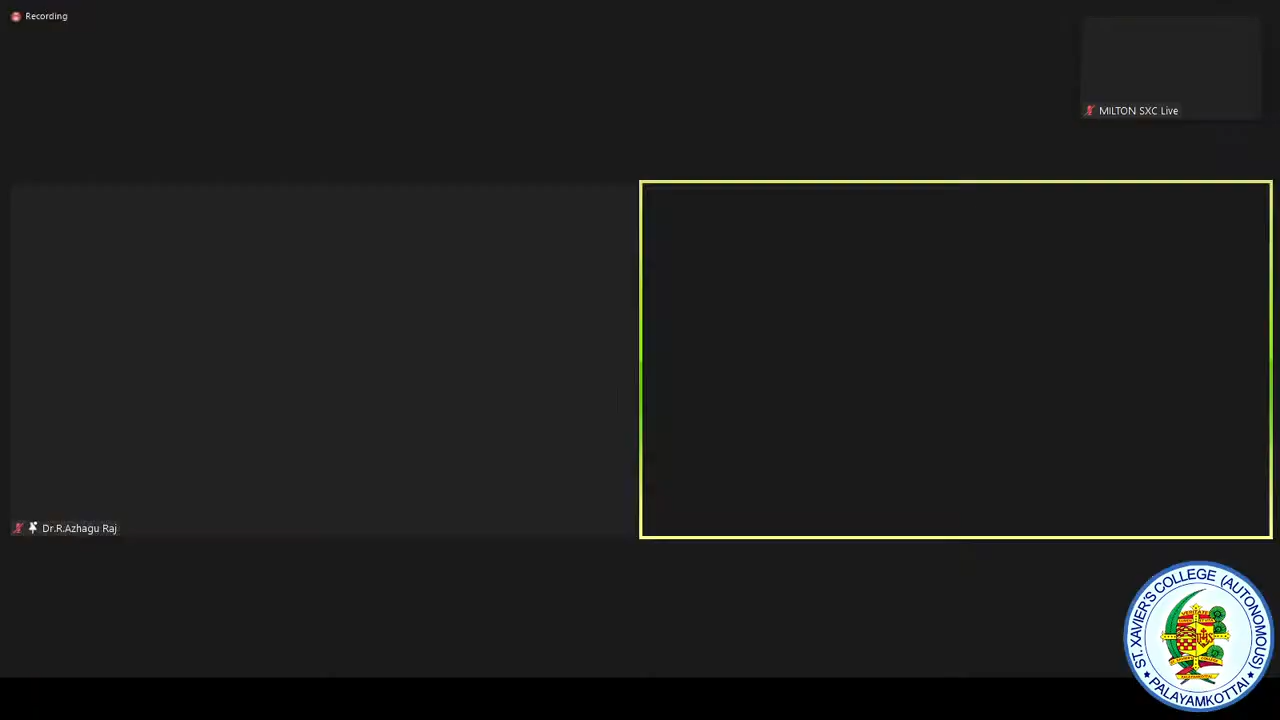 Recording
MILTON SXC Live
Dr.R.Azhagu Raj
ST. XAVIER'S COLLEGE (AUTONOMOUS)
PALAYAMKOTTAI